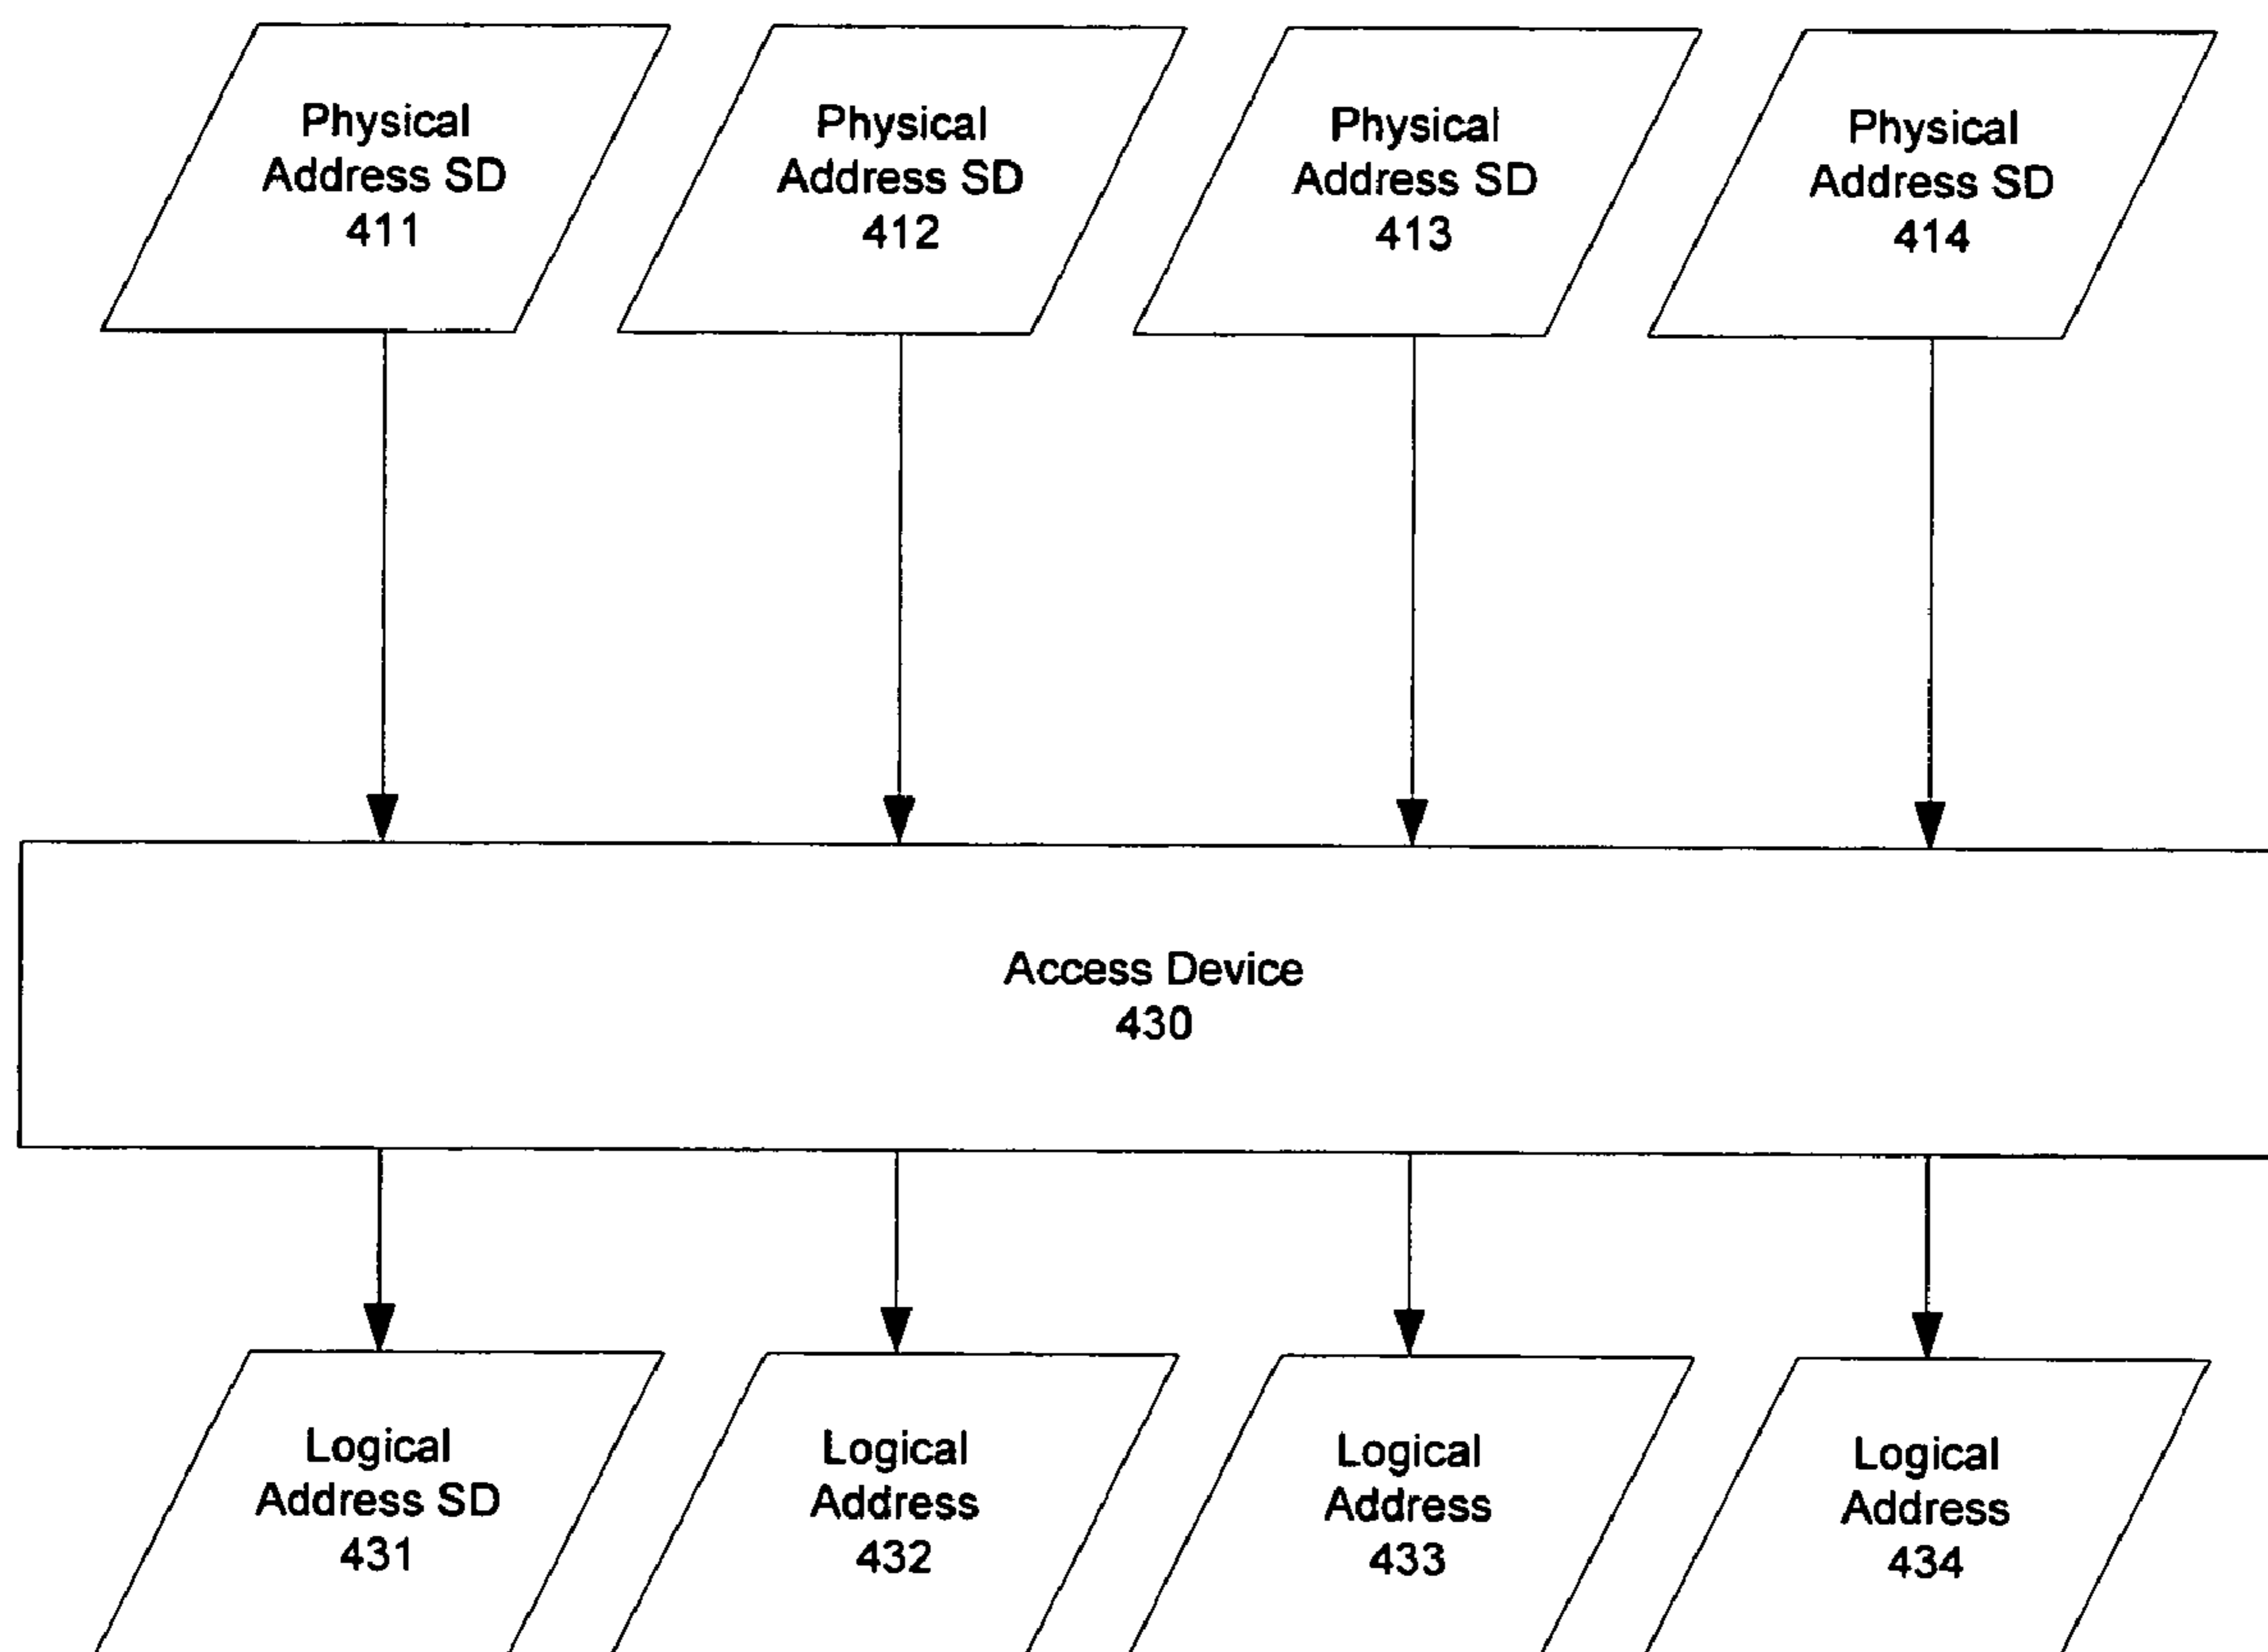 Physical
Address SD
411
Physical
Address SD
412
Physical
Address SD
413
Physical
Address SD
414
Access Device
430
Logical
Address SD
431
Logical
Address
432
Logical
Address
433
Logical
Address
434